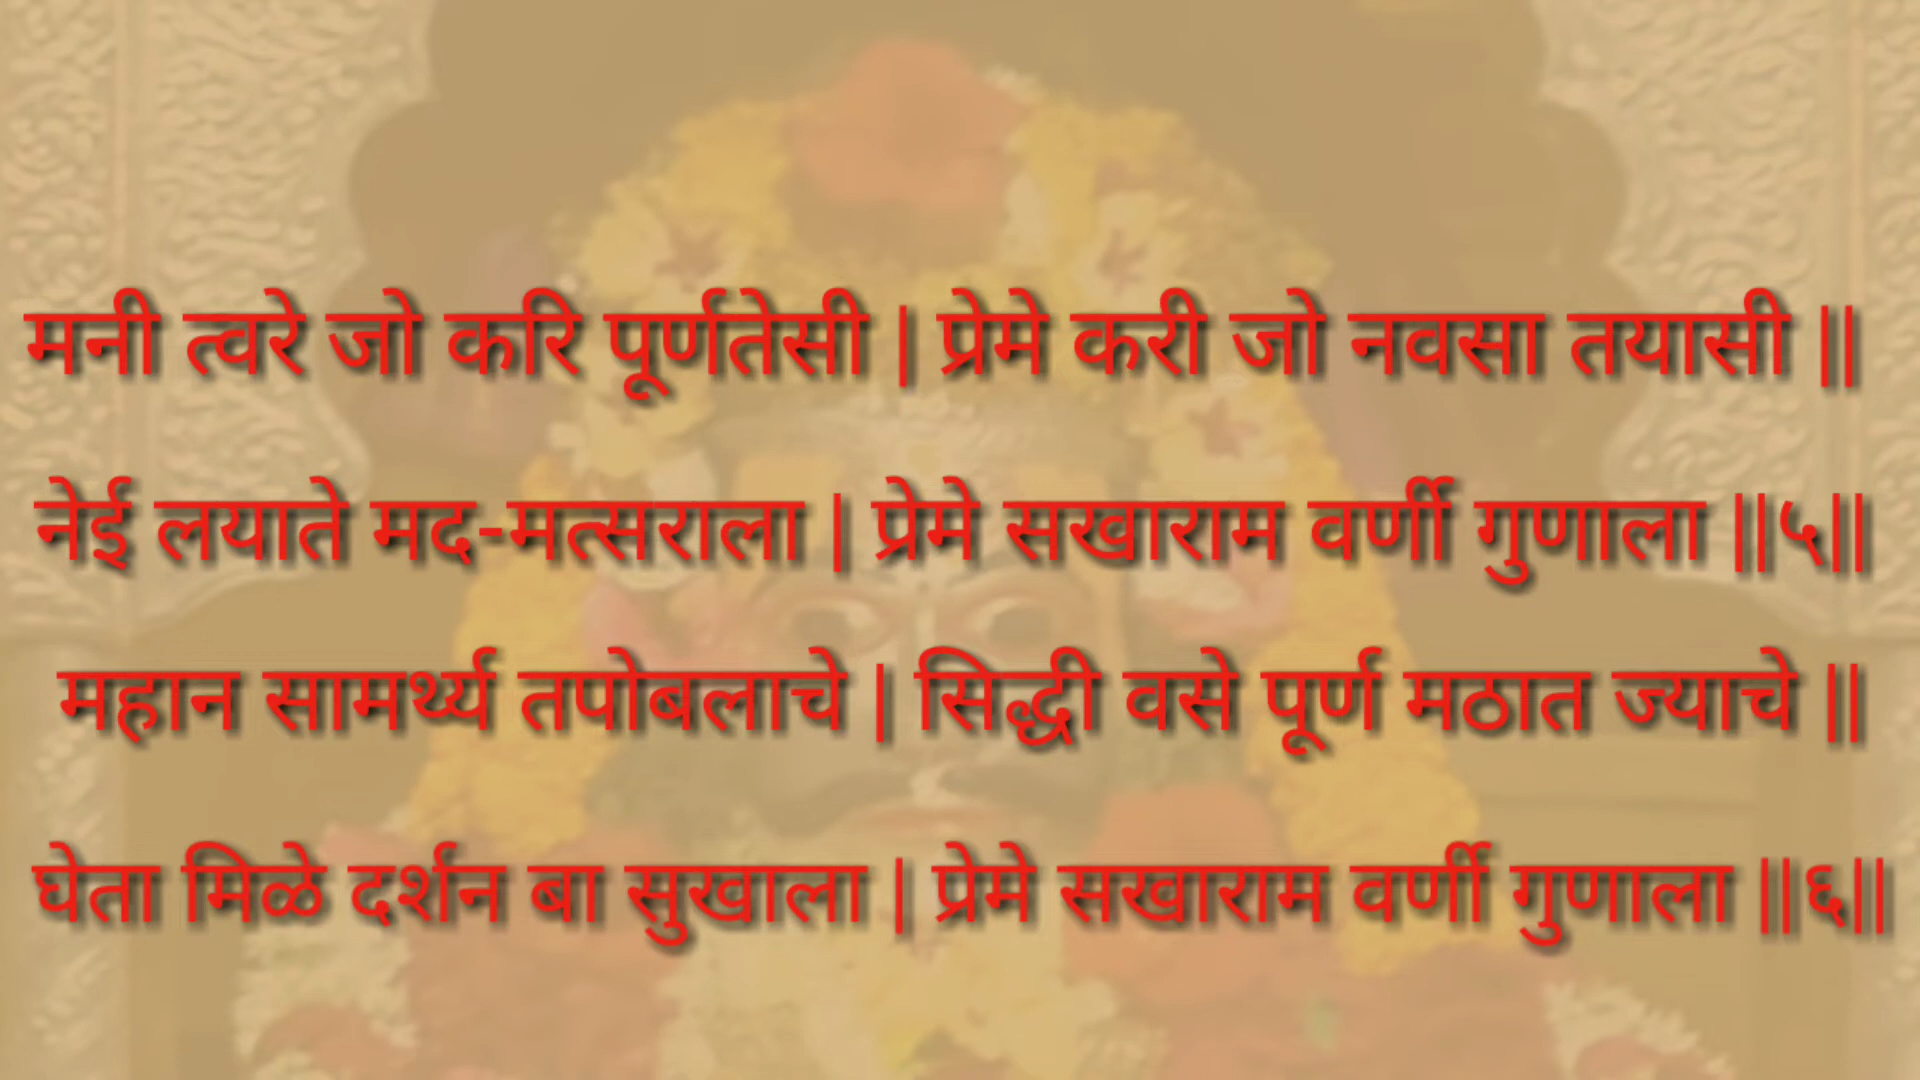 मनी त्वरे जो करि पूर्णतेसी | प्रेमे करी जो नवसा तयासी ||
नेई लयाते मद-मत्सराला | प्रेमे सखाराम वर्णी गुणाला ||५||
महान सामर्थ्य तपोबलाचे | सिद्धी वसे पूर्ण मठात ज्याचे ||
घेता मिळे दर्शन बा सुखाला | प्रेमे सखाराम वर्णी गुणाला ||६||